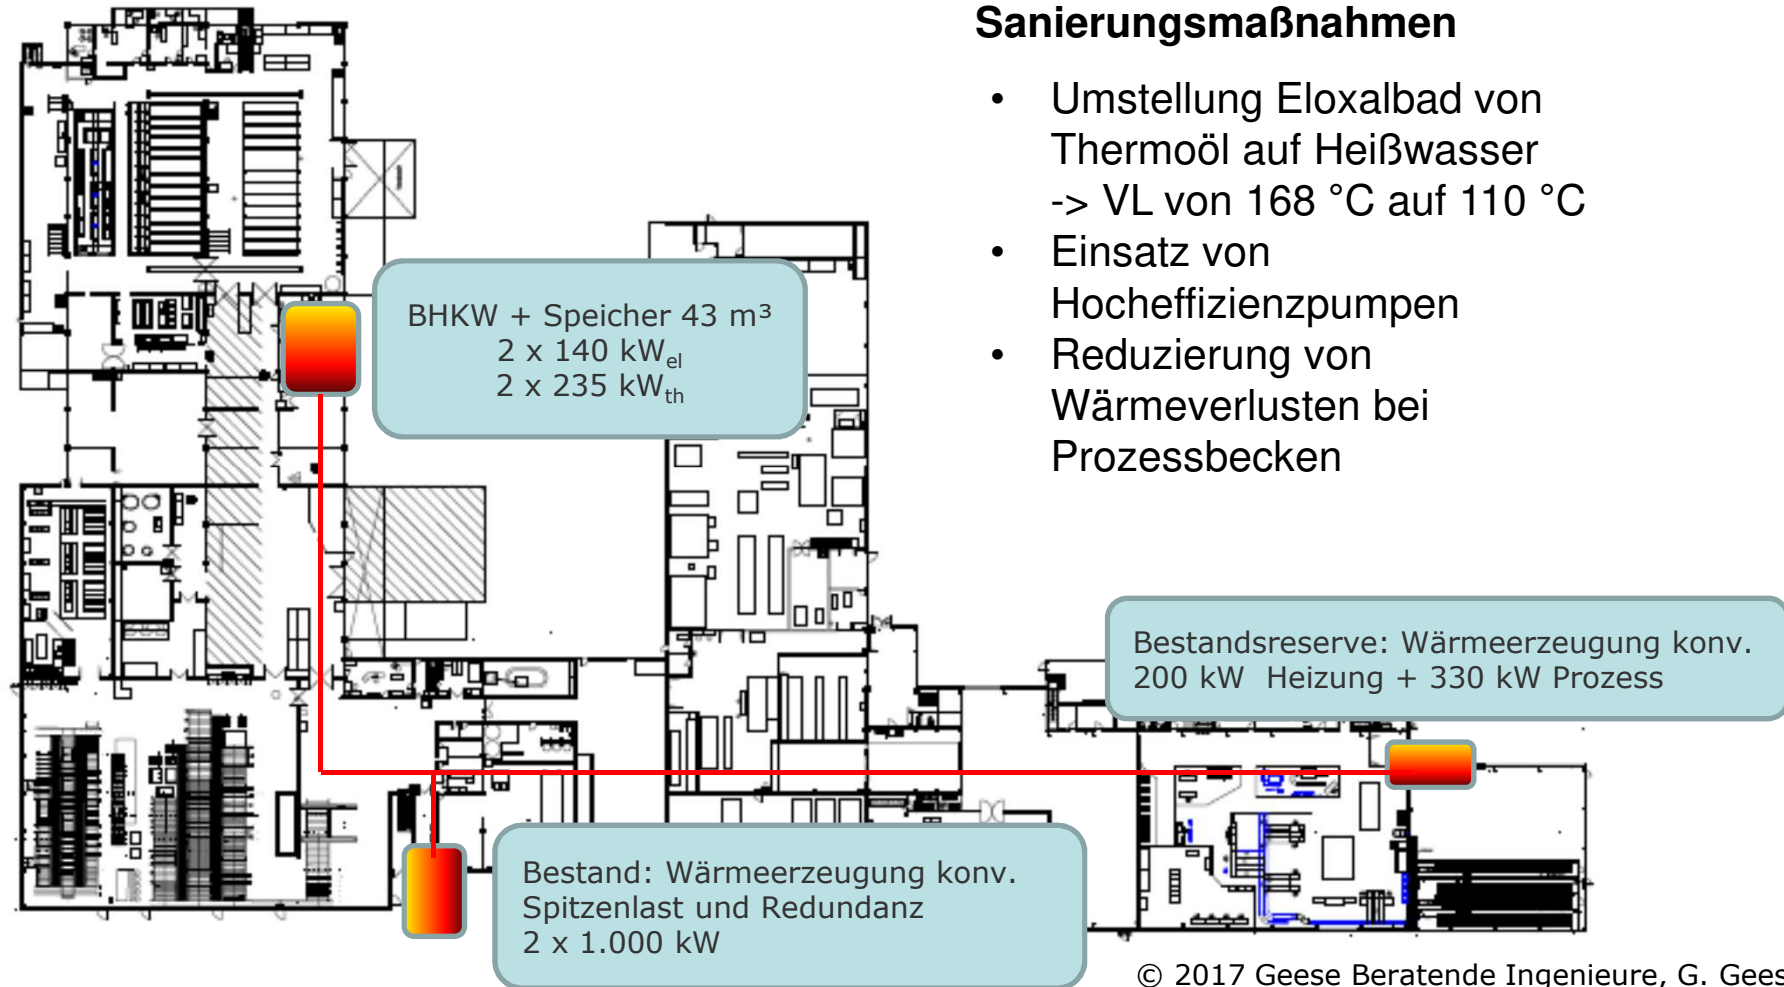 Sanierungsmaßnahmen
• Umstellung Eloxalbad von
Thermoöl auf Heißwasser
-> VL von 168 °C auf 110 °C
• Einsatz von
Hocheffizienzpumpen
• Reduzierung von
Wärmeverlusten bei
Prozessbecken
BHKW + Speicher 43 m³
2 x 140 kWel
2 x 235 kWth
Bestandsreserve: Wärmeerzeugung konv.
200 kW Heizung + 330 kW Prozess
Bestand: Wärmeerzeugung konv.
Spitzenlast und Redundanz
2 x 1.000 kW
© 2017 Geese Beratende Ingenieure, G. Gees